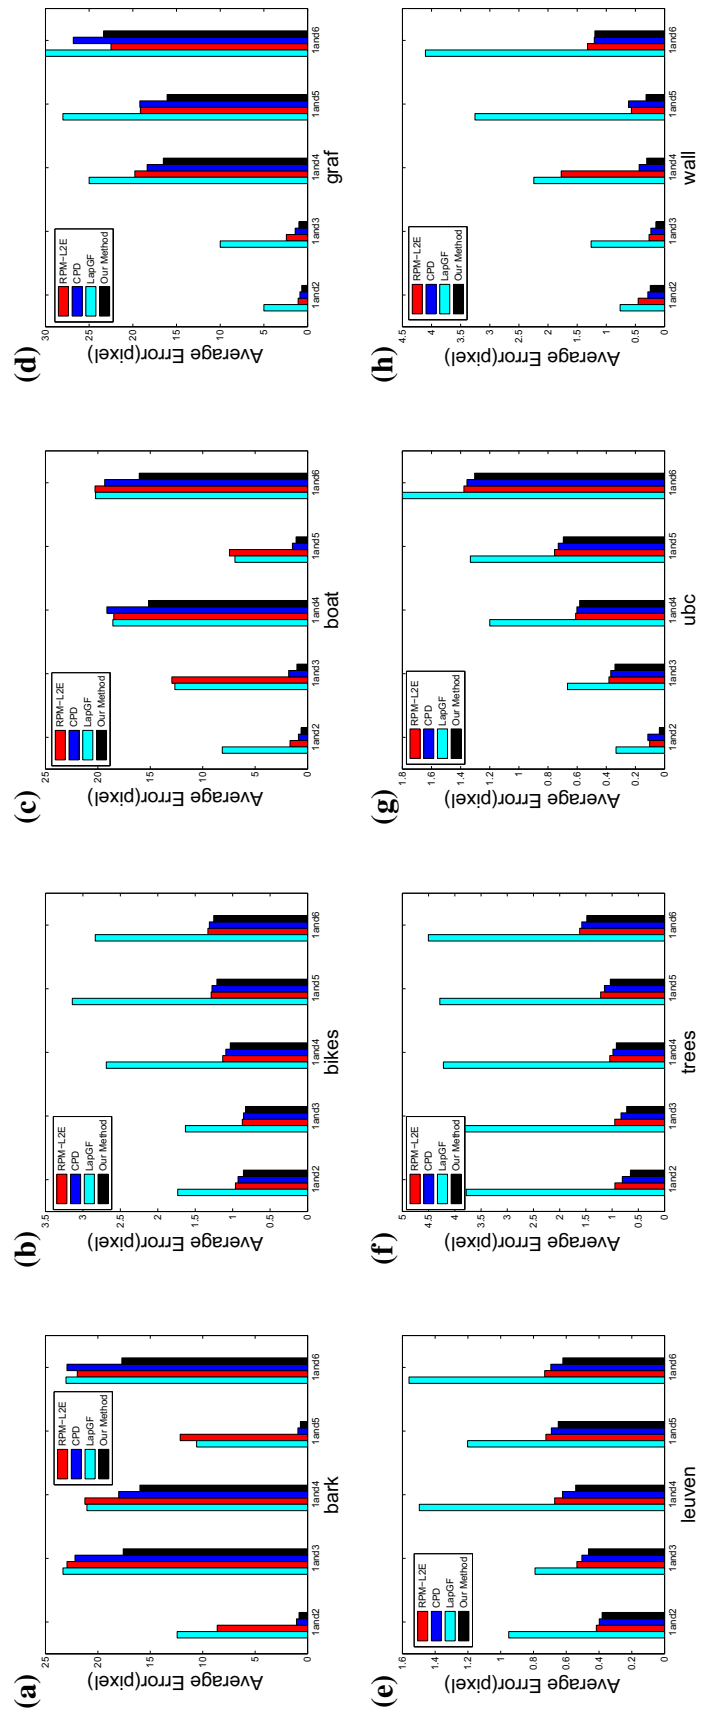 (a)
Average Error(pixel)
25
20
15
10
5
0
RPM-L2E
CPD
LapGF
Our Method
1and2
1and3
1and4
1and5
1and6
bark
(b)
Average Error(pixel)
3.5
3
2.5
2
1.5
1
0.5
0
RPM-L2E
CPD
LapGF
Our Method
1and2
1and3
1and4
1and5
1and6
bikes
(c)
Average Error(pixel)
25
20
15
10
5
0
RPM-L2E
CPD
LapGF
Our Method
1and2
1and3
1and4
1and5
1and6
boat
(d)
Average Error(pixel)
30
25
20
15
10
5
0
RPM-L2E
CPD
LapGF
Our Method
1and2
1and3
1and4
1and5
1and6
graf
(e)
Average Error(pixel)
1.6
1.4
1.2
1
0.8
0.6
0.4
0.2
0
RPM-L2E
CPD
LapGF
Our Method
1and2
1and3
1and4
1and5
1and6
leuven
(f)
Average Error(pixel)
5
4.5
4
3.5
3
2.5
2
1.5
1
0.5
0
RPM-L2E
CPD
LapGF
Our Method
1and2
1and3
1and4
1and5
1and6
trees
(g)
Average Error(pixel)
1.8
1.6
1.4
1.2
1
0.8
0.6
0.4
0.2
0
RPM-L2E
CPD
LapGF
Our Method
1and2
1and3
1and4
1and5
1and6
ubc
(h)
Average Error(pixel)
4.5
4
3.5
3
2.5
2
1.5
1
0.5
0
RPM-L2E
CPD
LapGF
Our Method
1and2
1and3
1and4
1and5
1and6
wall